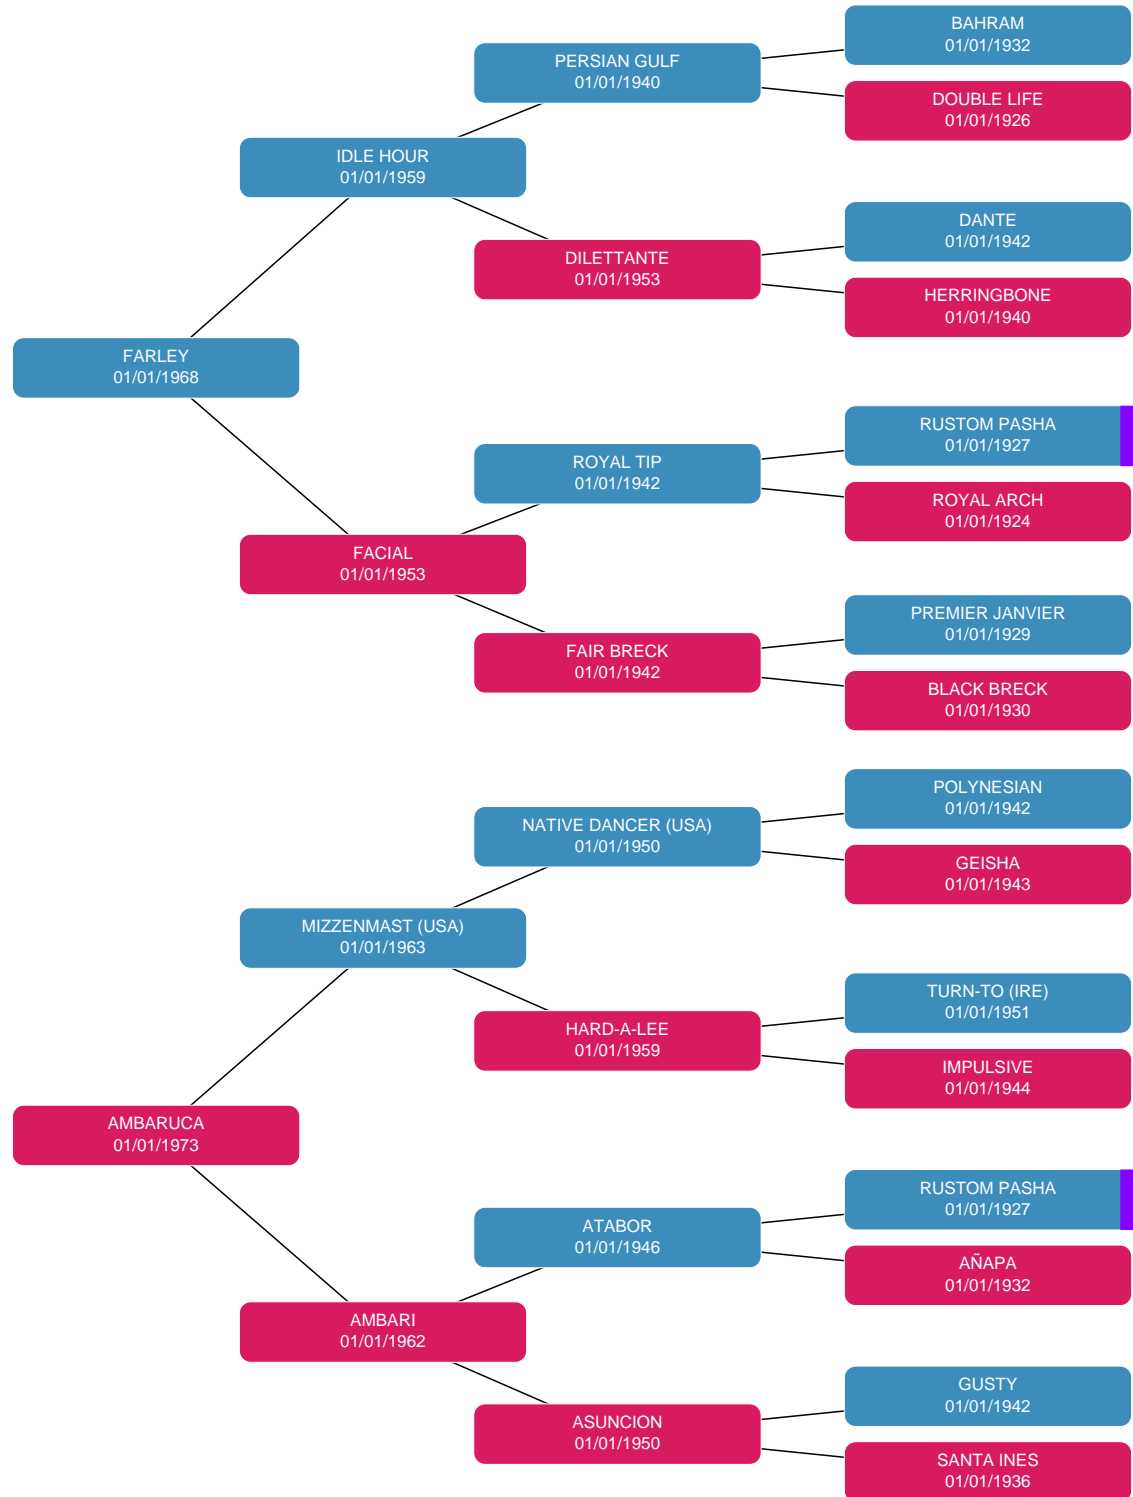 BAHRAM
01/01/1932
PERSIAN GULF
01/01/1940
DOUBLE LIFE
01/01/1926
IDLE HOUR
01/01/1959
DANTE
01/01/1942
DILETTANTE
01/01/1953
HERRINGBONE
01/01/1940
FARLEY
01/01/1968
RUSTOM PASHA
01/01/1927
ROYAL TIP
01/01/1942
ROYAL ARCH
01/01/1924
FACIAL
01/01/1953
PREMIER JANVIER
01/01/1929
FAIR BRECK
01/01/1942
BLACK BRECK
01/01/1930
POLYNESIAN
01/01/1942
NATIVE DANCER (USA)
01/01/1950
GEISHA
01/01/1943
MIZZENMAST (USA)
01/01/1963
TURN-TO (IRE)
01/01/1951
HARD-A-LEE
01/01/1959
IMPULSIVE
01/01/1944
AMBARUCA
01/01/1973
RUSTOM PASHA
01/01/1927
ATABOR
01/01/1946
AÑAPA
01/01/1932
AMBARI
01/01/1962
GUSTY
01/01/1942
ASUNCION
01/01/1950
SANTA INES
01/01/1936